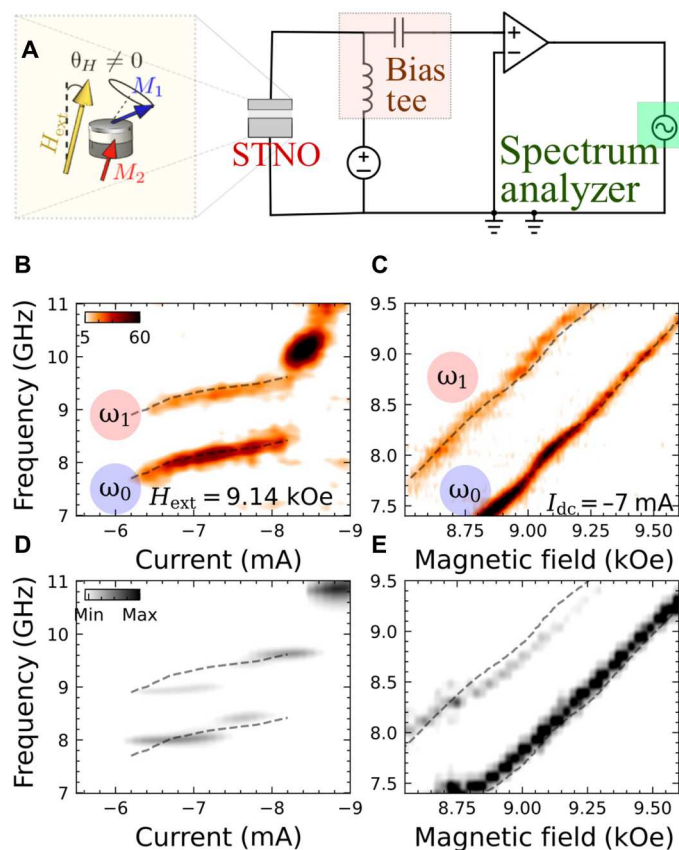 A
θH ≠ 0
M1
Hext
M2
STNO
Bias
tee
+
−
+
−
Spectrum
analyzer
B
C
Frequency (GHz)
11
10
9
8
7
5
60
ω1
ω0
Hext = 9.14 kOe
−6
−7
−8
−9
Current (mA)
9.5
9.0
8.5
8.0
7.5
ω1
ω0
Idc = −7 mA
8.75
9.00
9.25
9.50
Magnetic field (kOe)
D
E
Frequency (GHz)
11
10
9
8
7
Min
Max
−6
−7
−8
−9
Current (mA)
9.5
9.0
8.5
8.0
7.5
8.75
9.00
9.25
9.50
Magnetic field (kOe)